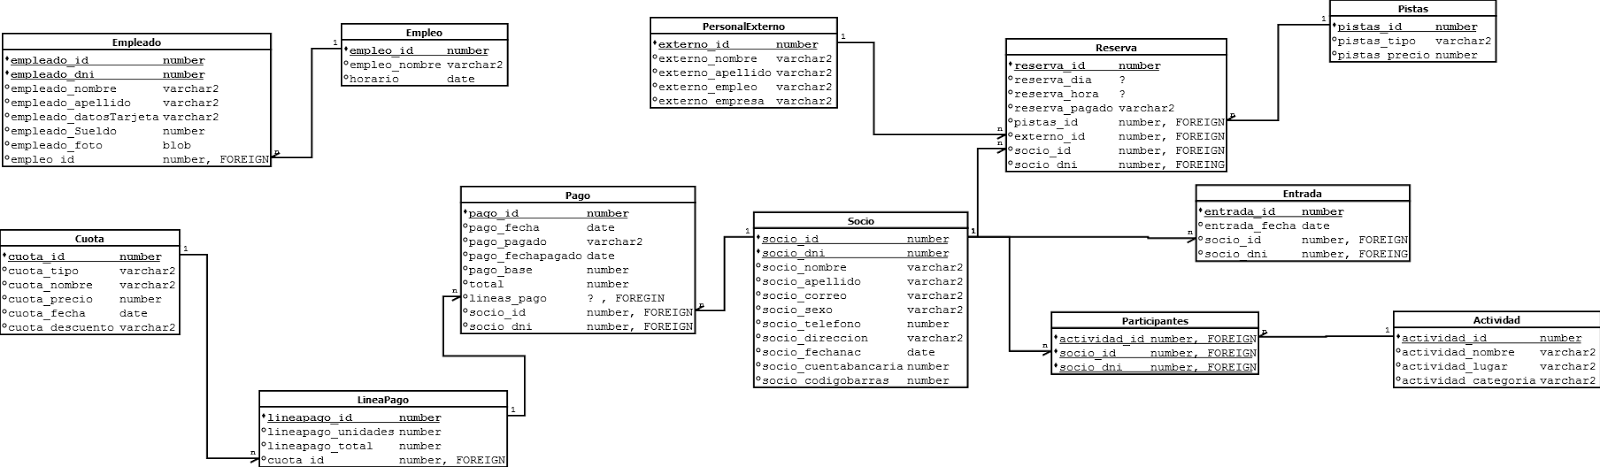 Empleado
empleado_id number
empleado_dni number
empleado_nombre varchar2
empleado_apellido varchar2
empleado_datosTarjeta varchar2
empleado_Sueldo number
empleado_foto blob
empleo_id number, FOREIGN
n
1
Empleo
empleo_id number
empleo_nombre varchar2
horario date
PersonalExterno
externo_id number
externo_nombre varchar2
externo_apellido varchar2
externo_empleo varchar2
externo_empresa varchar2
1
n
Reserva
reserva_id number
reserva_dia ?
reserva_hora ?
reserva_pagado varchar2
pistas_id number, FOREIGN
externo_id number, FOREIGN
socio_id number, FOREIGN
socio_dni number, FOREING
n
n
1
Pistas
pistas_id number
pistas_tipo varchar2
pistas_precio number
Cuota
cuota_id number
cuota_tipo varchar2
cuota_nombre varchar2
cuota_precio number
cuota_fecha date
cuota_descuento varchar2
1
n
Pago
pago_id number
pago_fecha date
pago_pagado varchar2
pago_fechapagado date
pago_base number
total number
lineas_pago ? , FOREGIN
socio_id number, FOREIGN
socio_dni number, FOREIGN
n
n
1
Socio
socio_id number
socio_dni number
socio_nombre varchar2
socio_apellido varchar2
socio_correo varchar2
socio_sexo varchar2
socio_telefono number
socio_direccion varchar2
socio_fechanac date
socio_cuentabancaria number
socio_codigobarras number
1
n
Entrada
entrada_id number
entrada_fecha date
socio_id number, FOREIGN
socio_dni number, FOREING
n
Participantes
actividad_id number, FOREIGN
socio_id number, FOREIGN
socio_dni number, FOREIGN
n
1
Actividad
actividad_id number
actividad_nombre varchar2
actividad_lugar varchar2
actividad_categoria varchar2
LineaPago
lineapago_id number
lineapago_unidades number
lineapago_total number
cuota_id number, FOREIGN
1